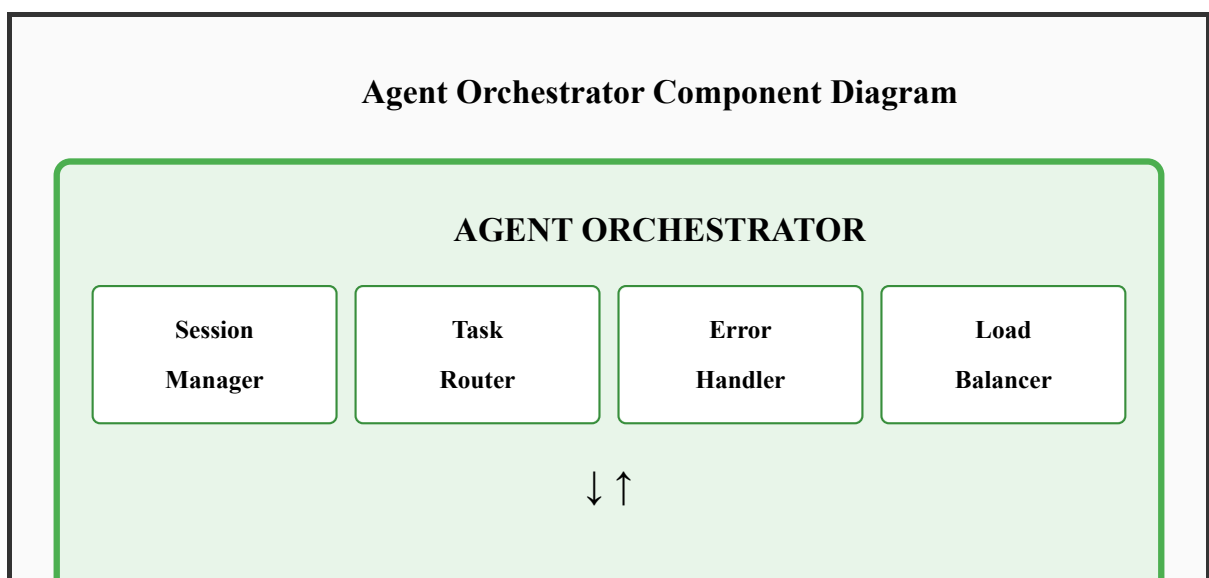 Agent Orchestrator Component Diagram
AGENT ORCHESTRATOR
Session
Manager
Task
Router
Error
Handler
Load
Balancer
↓↑